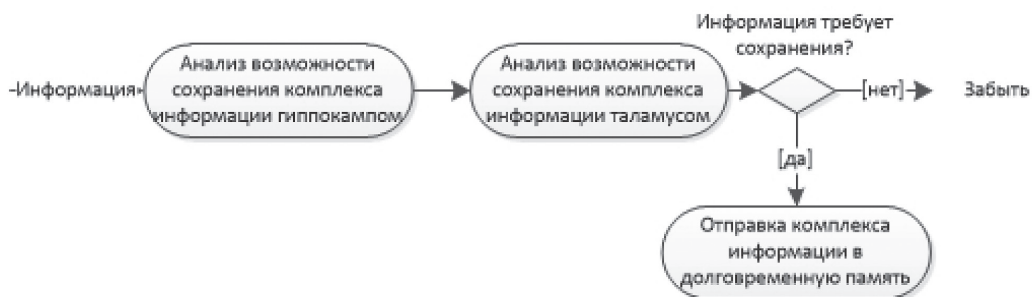 Информация требует
сохранения?
-Информация»
Анализ возможности
сохранения комплекса
информации гиппокампом
Анализ возможности
сохранения комплекса
информации таламусом
[нет]
Забыть
[да]
Отправка комплекса
информации в
долговременную память